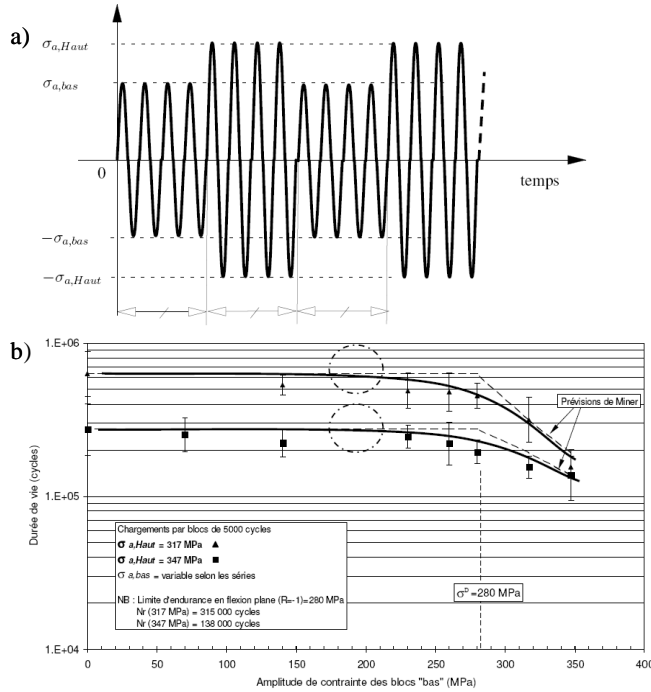 a)
σa,Haut
σa,bas
0
temps
−σa,bas
−σa,Haut
b)
1.E+06
Prévisions de Miner
Durée de vie (cycles)
1.E+05
Chargements par blocs de 5000 cycles
σ a,Haut = 317 MPa ▲
σ a,Haut = 347 MPa ■
σ a,bas = variable selon les séries
NB : Limite d'endurance en flexion plane (R=-1)=280 MPa
Nr (317 MPa) = 315 000 cycles
Nr (347 MPa) = 138 000 cycles
σD =280 MPa
1.E+04
0 50 100 150 200 250 300 350 400
Amplitude de contrainte des blocs "bas" (MPa)